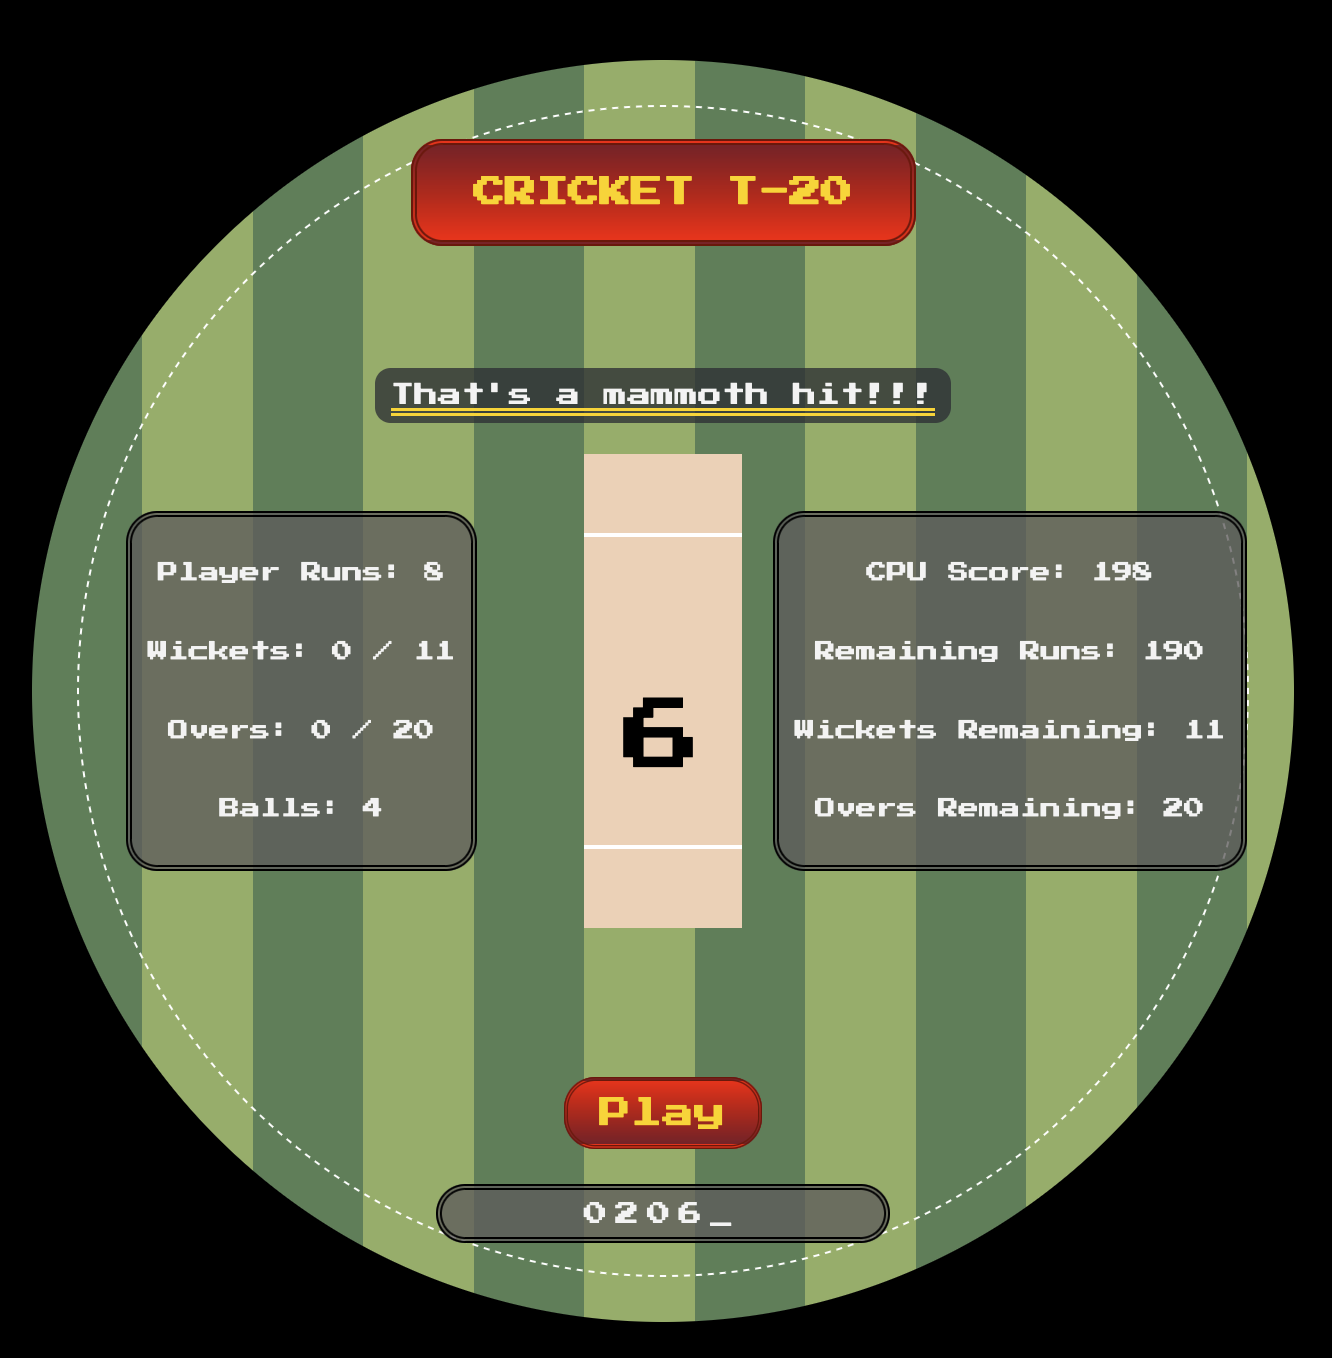 CRICKET T-20
That's a mammoth hit!!!
Player Runs: 8
Wickets: 0 / 11
Overs: 0 / 20
Balls: 4
6
CPU Score: 198
Remaining Runs: 190
Wickets Remaining: 11
Overs Remaining: 20
Play
0206_